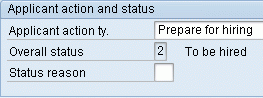 Applicant action and status
Applicant action ty. Prepare for hiring
Overall status 2 To be hired
Status reason